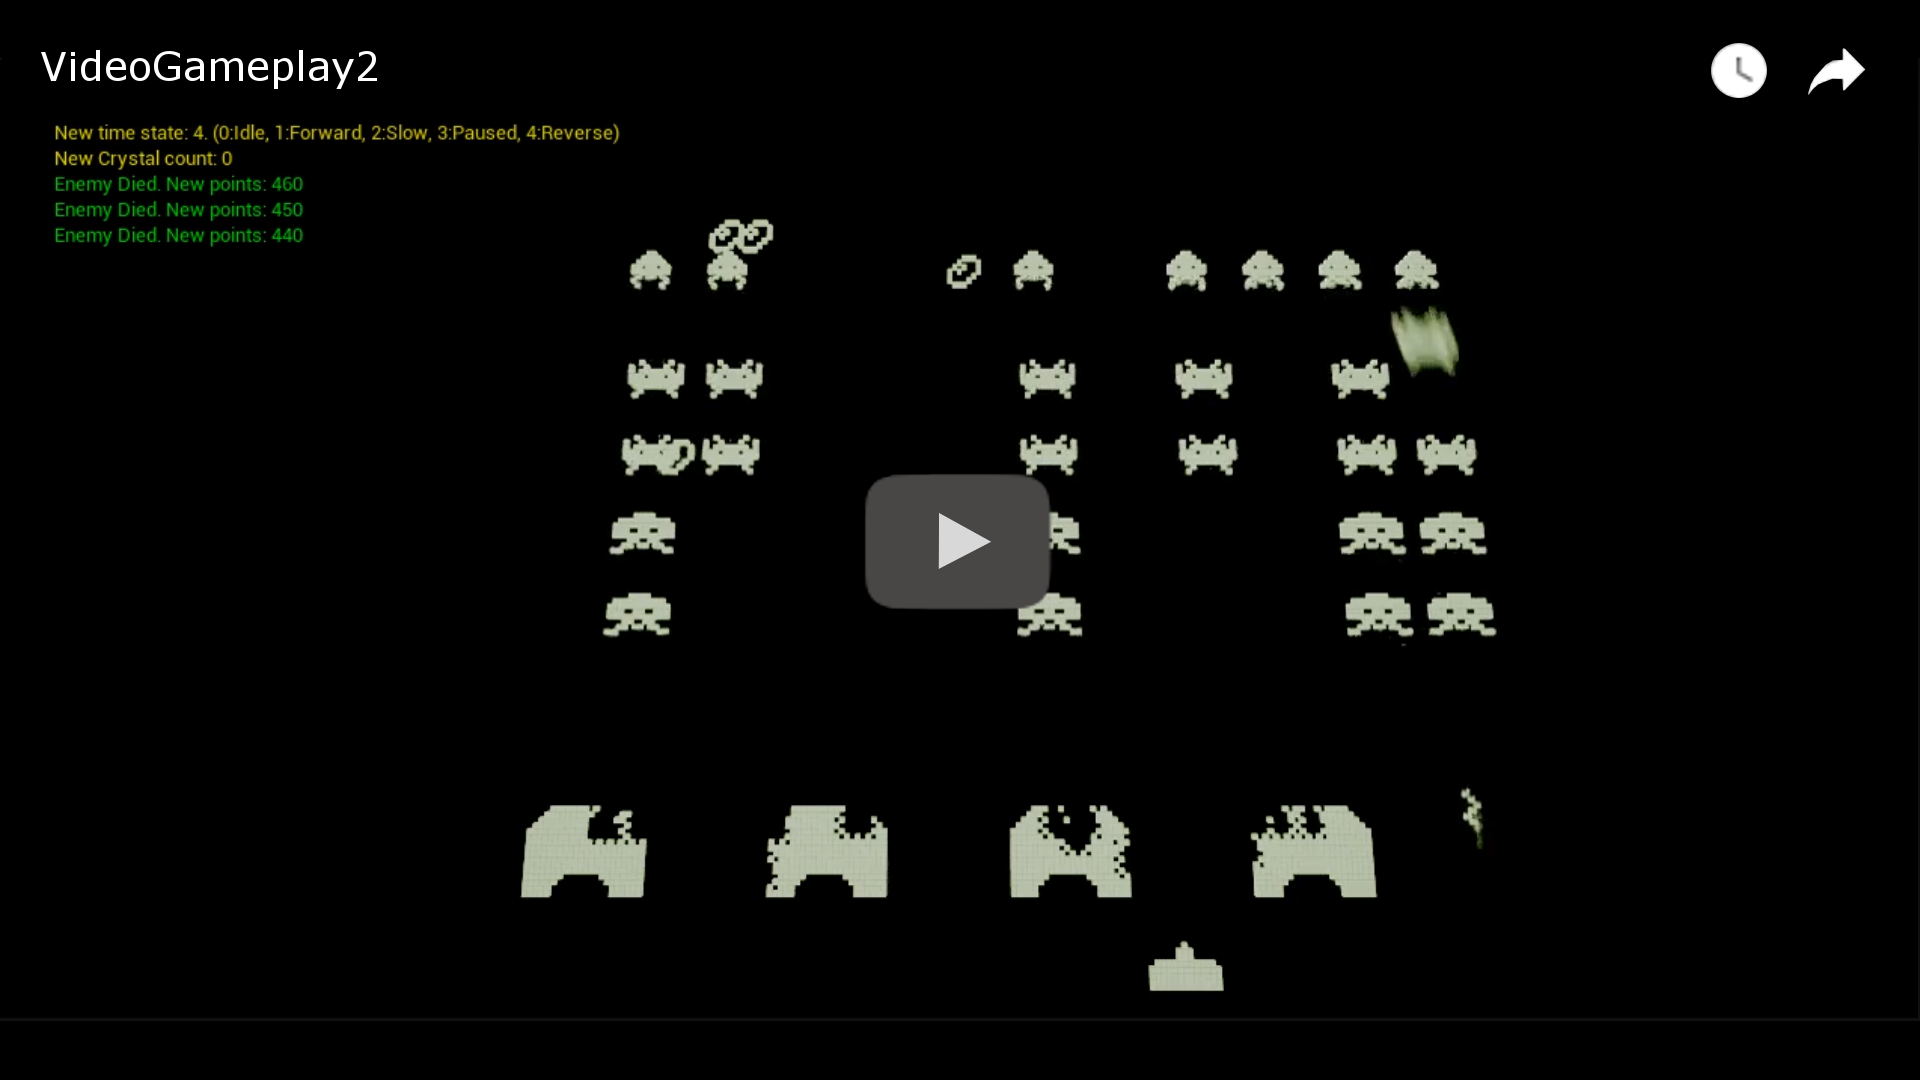 VideoGameplay2
New time state: 4. (0:Idle, 1:Forward, 2:Slow, 3:Paused, 4:Reverse)
New Crystal count: 0
Enemy Died. New points: 460
Enemy Died. New points: 450
Enemy Died. New points: 440